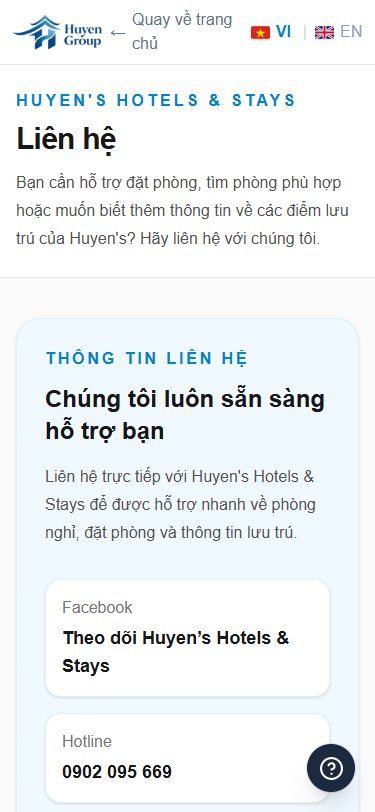 Huyen
Group
← Quay về trang
chủ
VI | EN
HUYEN'S HOTELS & STAYS
Liên hệ
Bạn cần hỗ trợ đặt phòng, tìm phòng phù hợp
hoặc muốn biết thêm thông tin về các điểm lưu
trú của Huyen's? Hãy liên hệ với chúng tôi.
THÔNG TIN LIÊN HỆ
Chúng tôi luôn sẵn sàng
hỗ trợ bạn
Liên hệ trực tiếp với Huyen's Hotels &
Stays để được hỗ trợ nhanh về phòng
nghỉ, đặt phòng và thông tin lưu trú.
Facebook
Theo dõi Huyen’s Hotels &
Stays
Hotline
0902 095 669